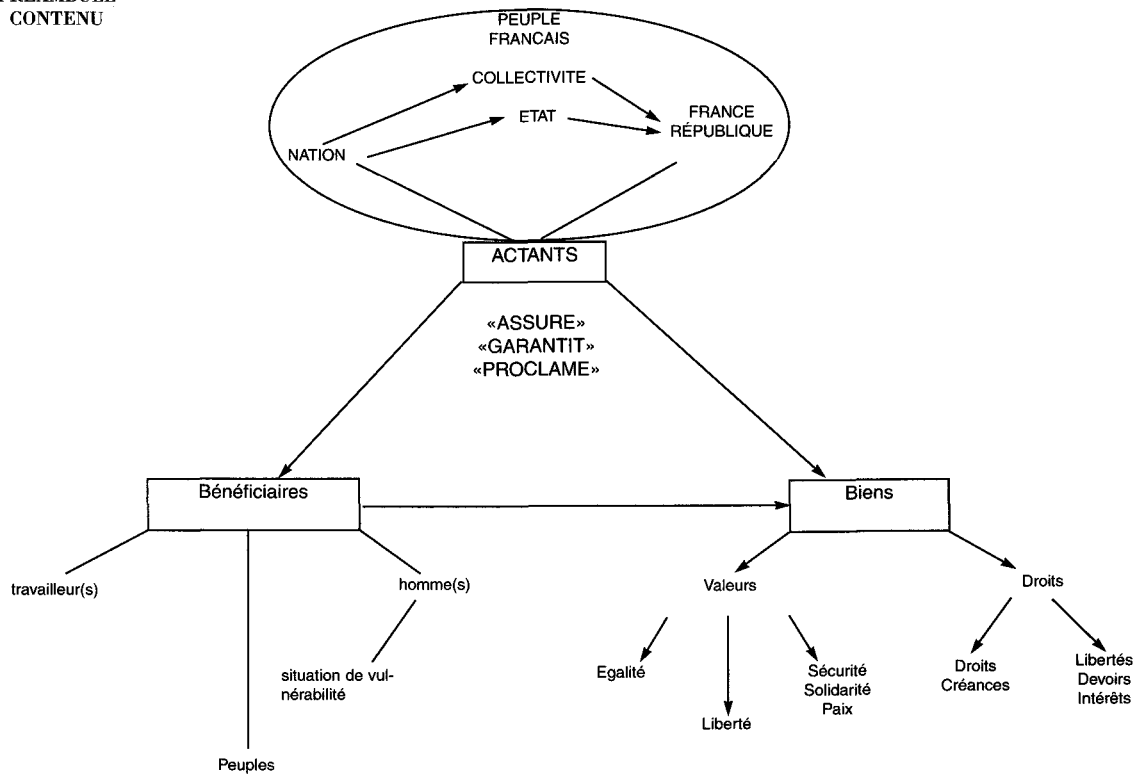 PRÉAMBULE
CONTENU
PEUPLE
FRANCAIS
COLLECTIVITE
ETAT
FRANCE
RÉPUBLIQUE
NATION
ACTANTS
«ASSURE»
«GARANTIT»
«PROCLAME»
Bénéficiaires
Biens
travailleur(s)
homme(s)
Valeurs
Droits
situation de vul-
nérabilité
Egalité
Sécurité
Solidarité
Paix
Droits
Créances
Libertés
Devoirs
Intérêts
Liberté
Peuples